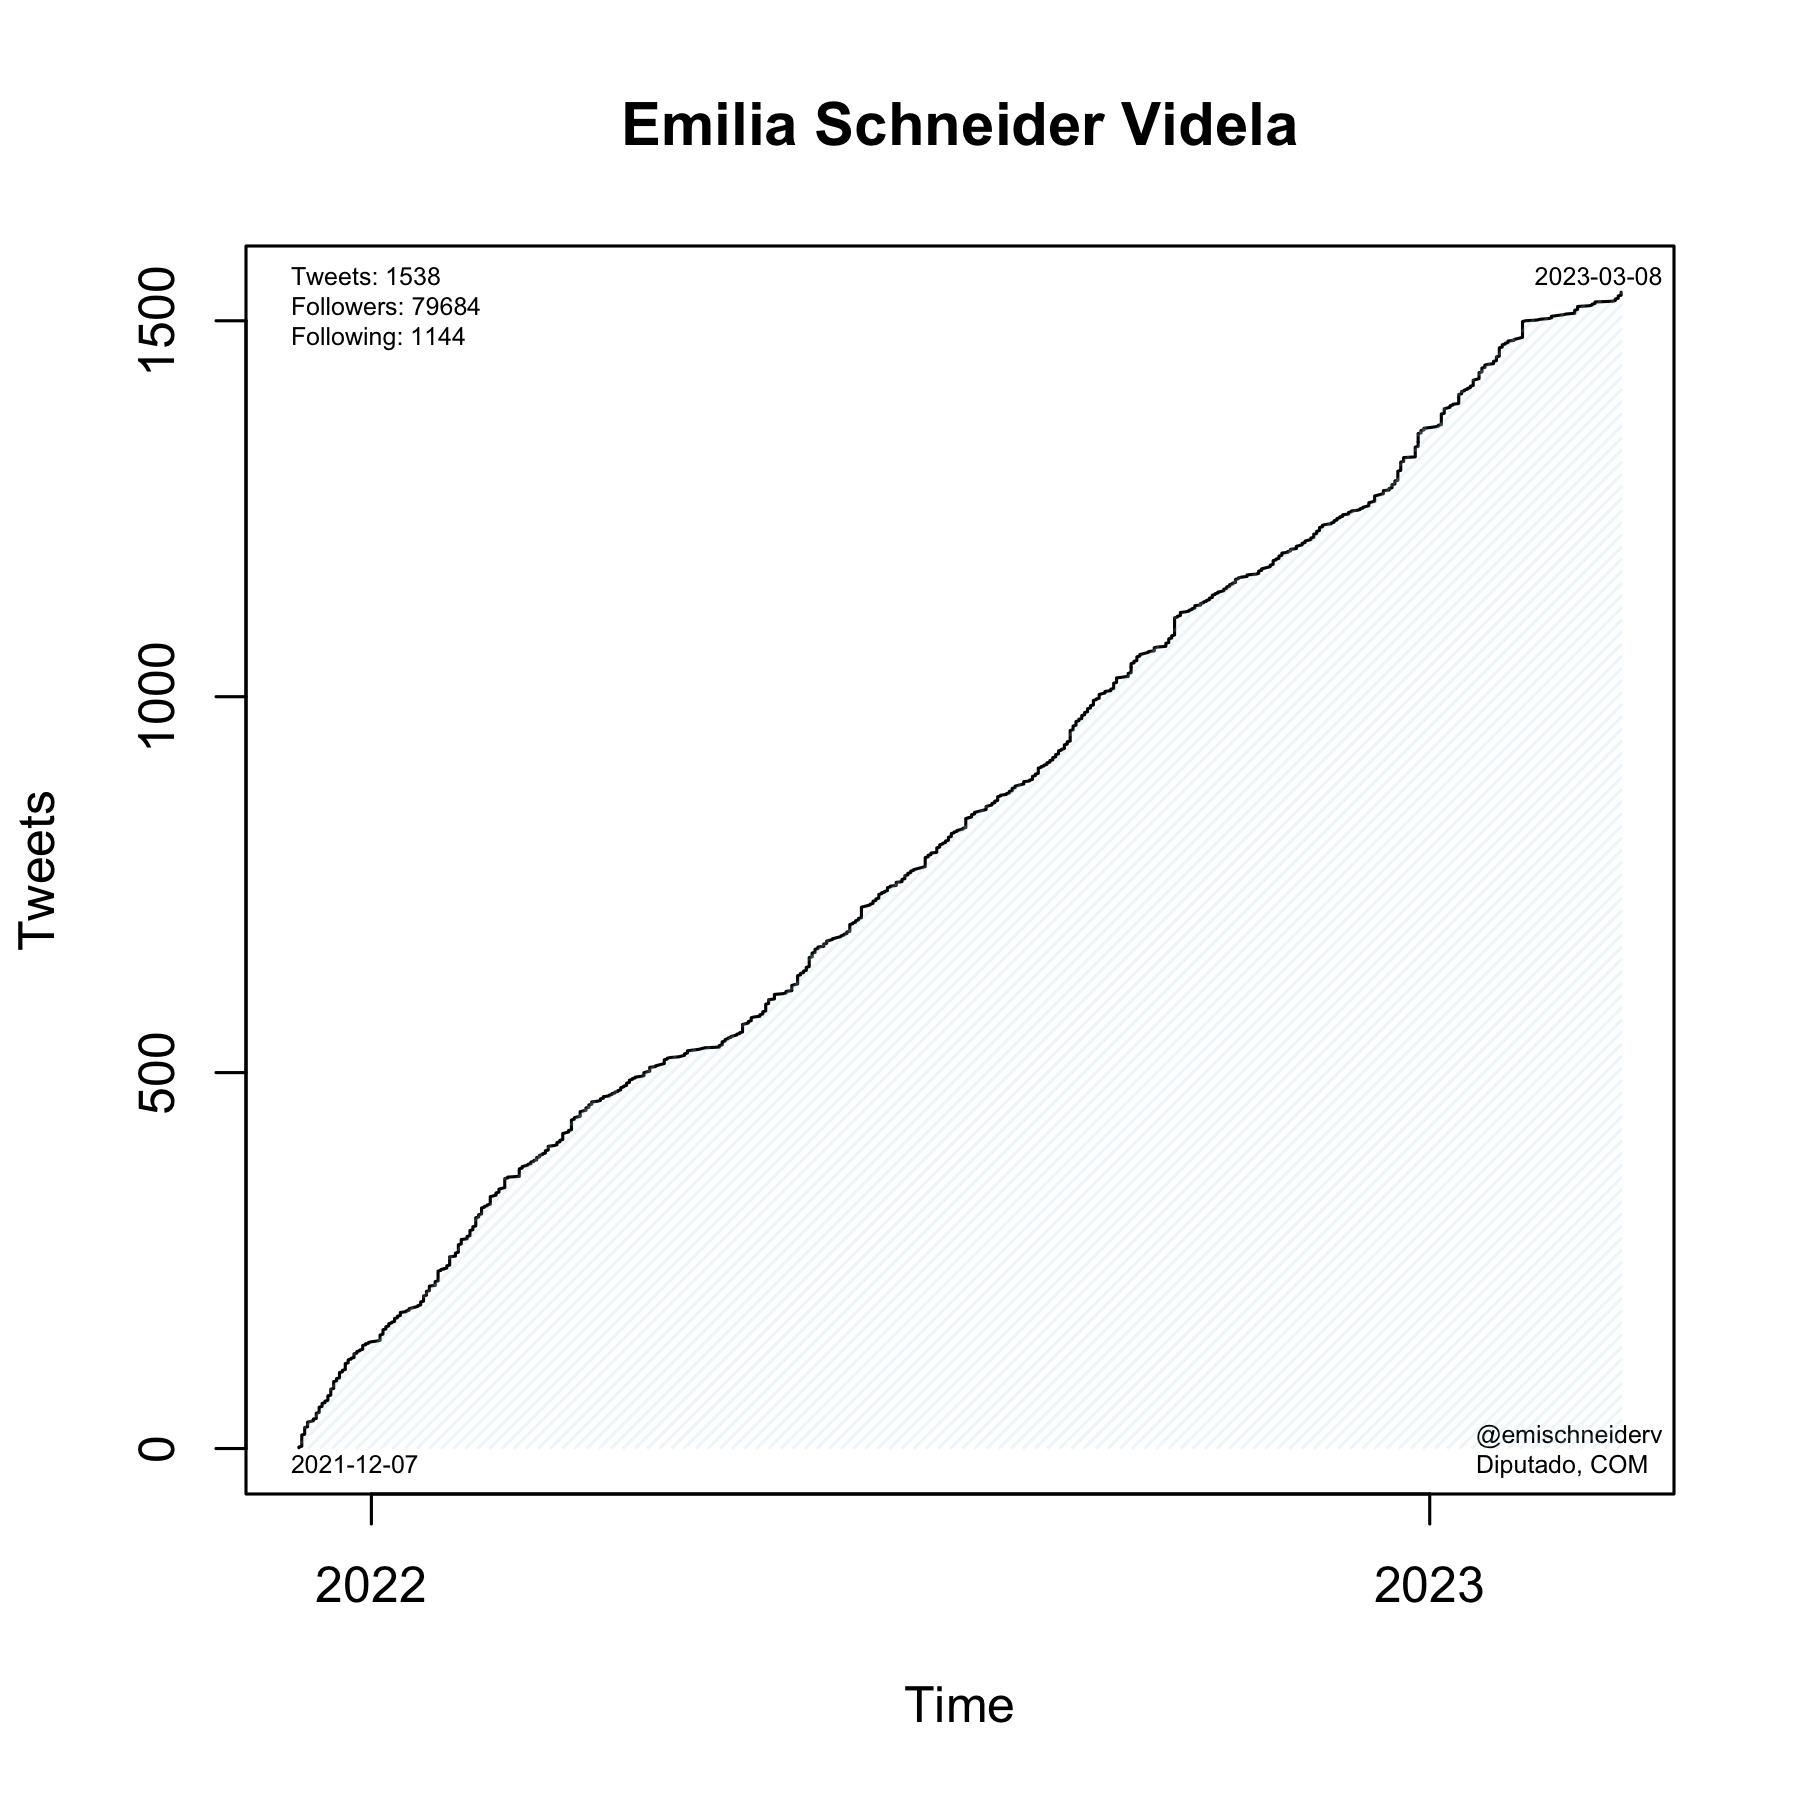 Emilia Schneider Videla
Tweets: 1538
Followers: 79684
Following: 1144
2023-03-08
1500
1000
500
0
Tweets
2021-12-07
@emischneiderv
Diputado, COM
2022
2023
Time